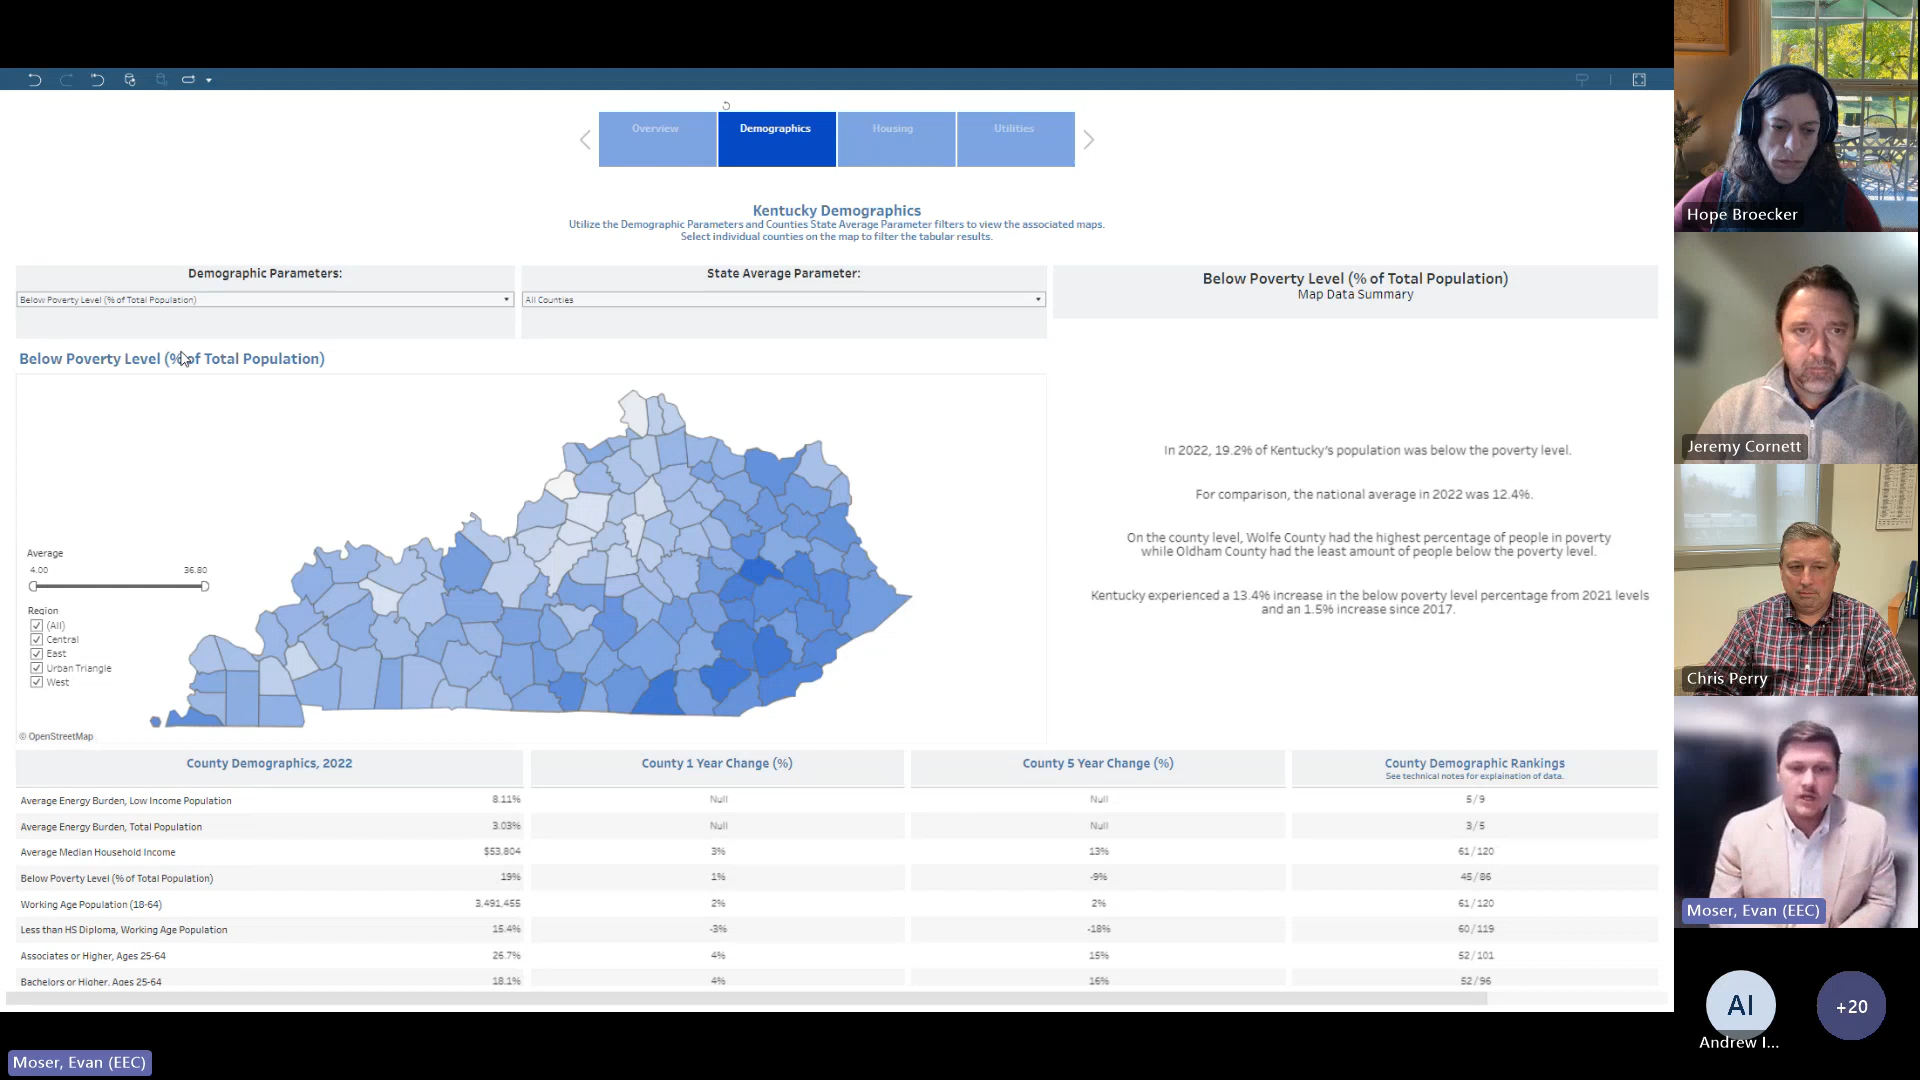 Overview
Demographics
Housing
Utilities
Kentucky Demographics
Utilize the Demographic Parameters and Counties State Average Parameter filters to view the associated maps.
Select individual counties on the map to filter the tabular results.
Demographic Parameters:
Below Poverty Level (% of Total Population)
State Average Parameter:
All Counties
Below Poverty Level (% of Total Population)
Map Data Summary
Below Poverty Level (% of Total Population)
In 2022, 19.2% of Kentucky's population was below the poverty level.
For comparison, the national average in 2022 was 12.4%.
On the county level, Wolfe County had the highest percentage of people in poverty
while Oldham County had the least amount of people below the poverty level.
Kentucky experienced a 13.4% increase in the below poverty level percentage from 2021 levels
and an 1.5% increase since 2017.
Average
4.00 36.80
Region
(All)
Central
East
Urban Triangle
West
© OpenStreetMap
County Demographics, 2022
County 1 Year Change (%)
County 5 Year Change (%)
County Demographic Rankings
See technical notes for explaination of data.
Average Energy Burden, Low Income Population 8.11% Null Null 5/9
Average Energy Burden, Total Population 3.03% Null Null 3/5
Average Median Household Income $53,804 3% 13% 61/120
Below Poverty Level (% of Total Population) 19% 1% -9% 45/86
Working Age Population (18-64) 3,491,455 2% 2% 61/120
Less than HS Diploma, Working Age Population 15.4% -3% -18% 60/119
Associates or Higher, Ages 25-64 26.7% 4% 15% 52/101
Bachelors or Higher, Ages 25-64 18.1% 4% 16% 52/96
Hope Broecker
Jeremy Cornett
Chris Perry
Moser, Evan (EEC)
AI
+20
Andrew I...
Moser, Evan (EEC)